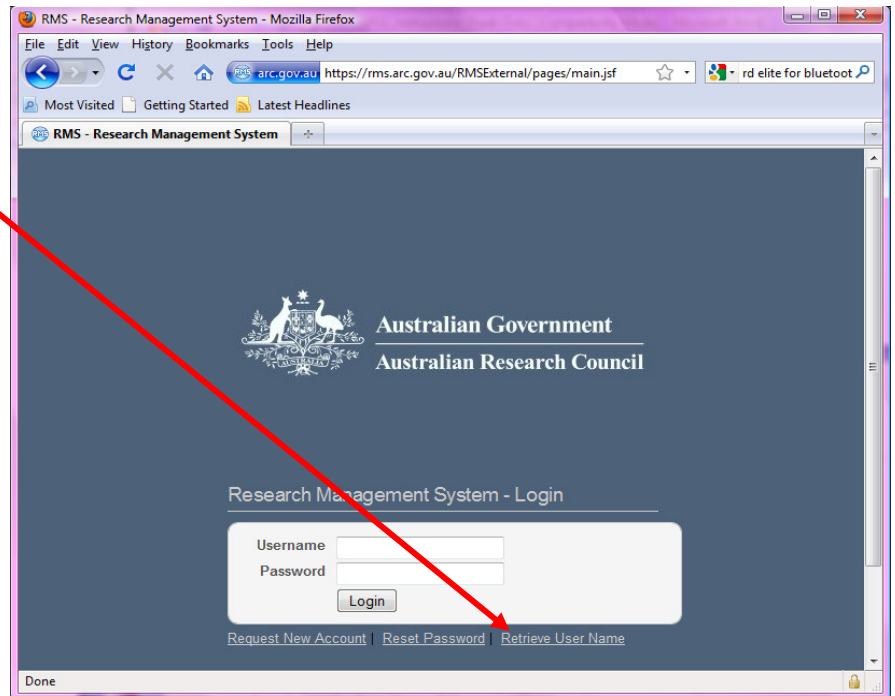 RMS - Research Management System - Mozilla Firefox
File Edit View History Bookmarks Tools Help
RMS arc.gov.au https://rms.arc.gov.au/RMSExternal/pages/main.jsf rd elite for bluetoot
Most Visited Getting Started Latest Headlines
RMS RMS - Research Management System
Australian Government
AUSTRALIA
Australian Research Council
Research Management System - Login
Username
Password
Login
Request New Account | Reset Password | Retrieve User Name
Done